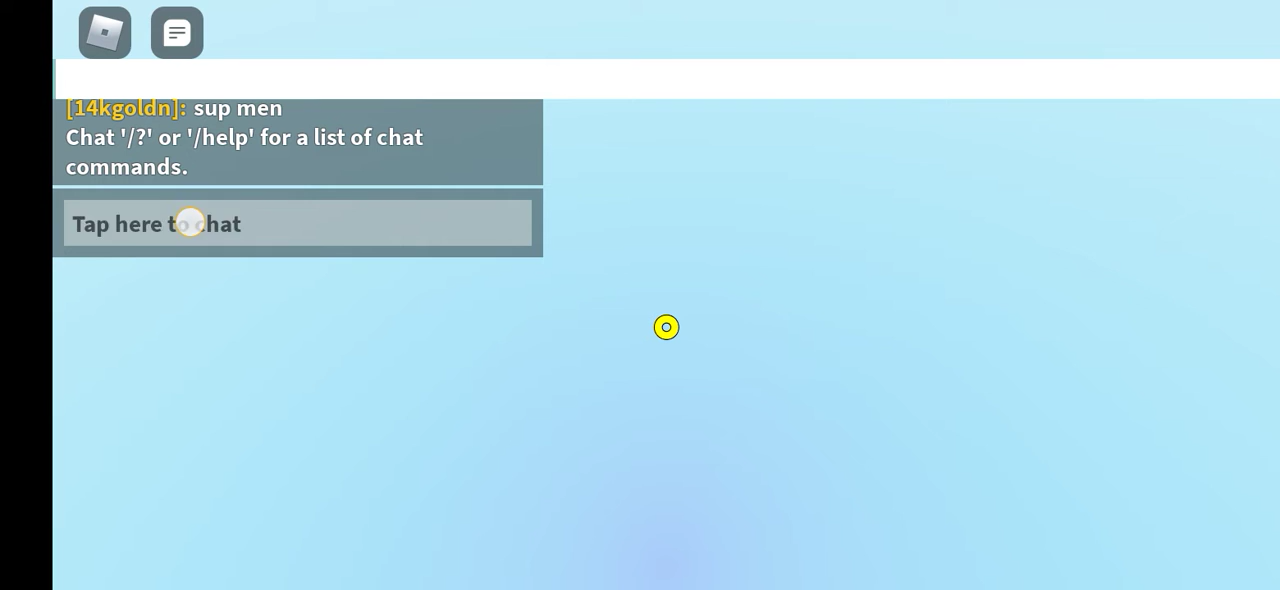 [14kgoldn]: sup men
Chat '/?' or '/help' for a list of chat
commands.
Tap here to chat